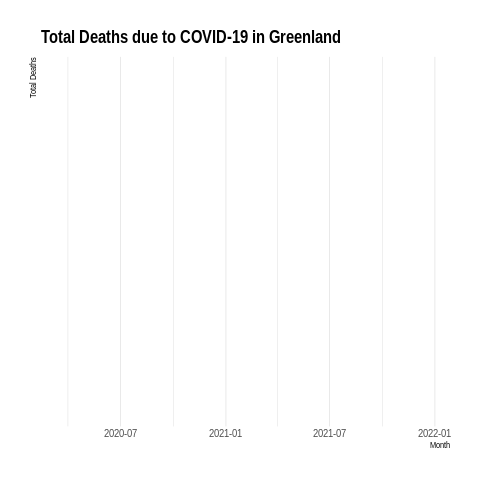 Total Deaths due to COVID-19 in Greenland
Total Deaths
2020-07 2021-01 2021-07 2022-01
Month